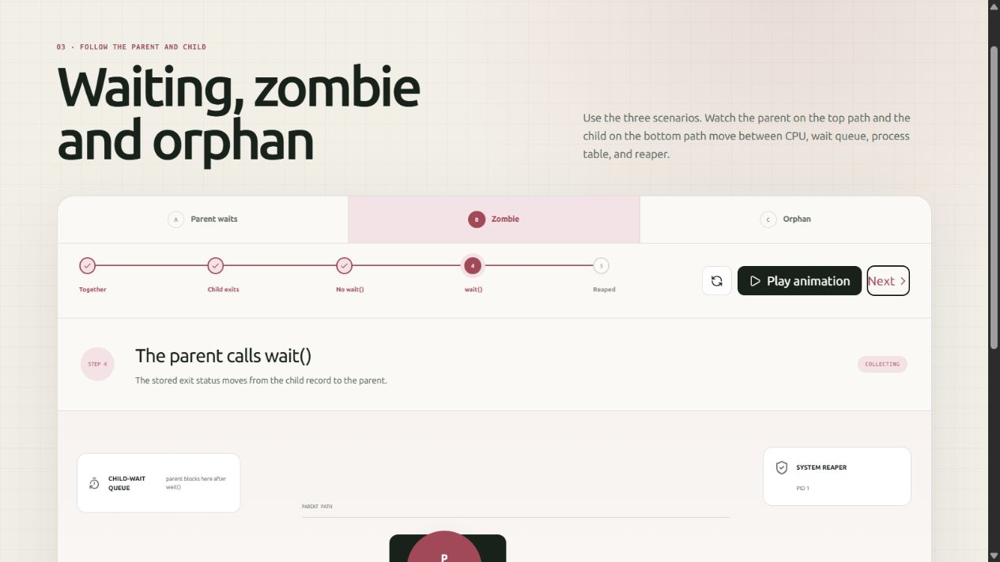 03 - FOLLOW THE PARENT AND CHILD
Waiting, zombie
and orphan
Use the three scenarios. Watch the parent on the top path and the
child on the bottom path move between CPU, wait queue, process
table, and reaper.
A Parent waits
B Zombie
C Orphan
4
5
Together
Child exits
No wait()
wait()
Reaped
Play animation
Next
STEP 4
The parent calls wait()
The stored exit status moves from the child record to the parent.
COLLECTING
CHILD-WAIT
QUEUE
parent blocks here after
wait()
SYSTEM REAPER
PID 1
PARENT PATH
P